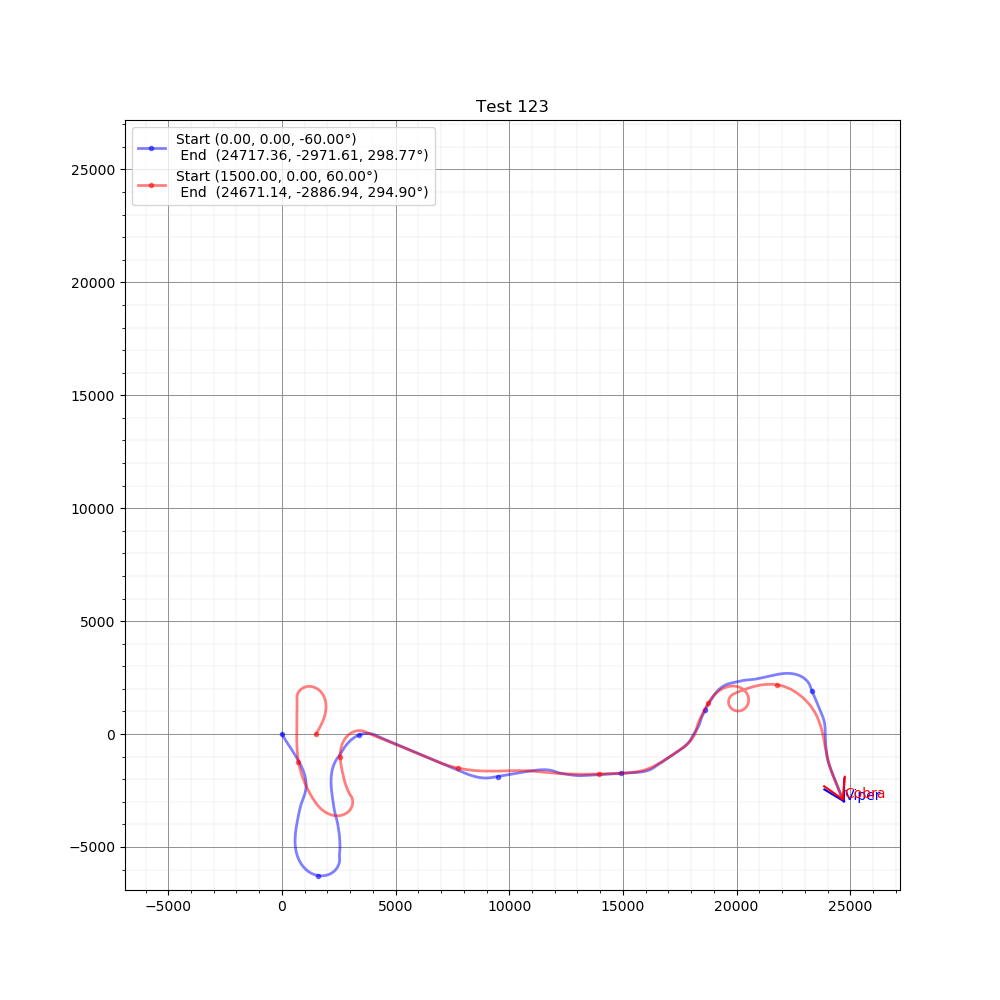 Test 123
Start (0.00, 0.00, -60.00°)
End (24717.36, -2971.61, 298.77°)
Start (1500.00, 0.00, 60.00°)
End (24671.14, -2886.94, 294.90°)
25000
20000
15000
10000
5000
0
−5000
Cobra
Viper
−5000 0 5000 10000 15000 20000 25000